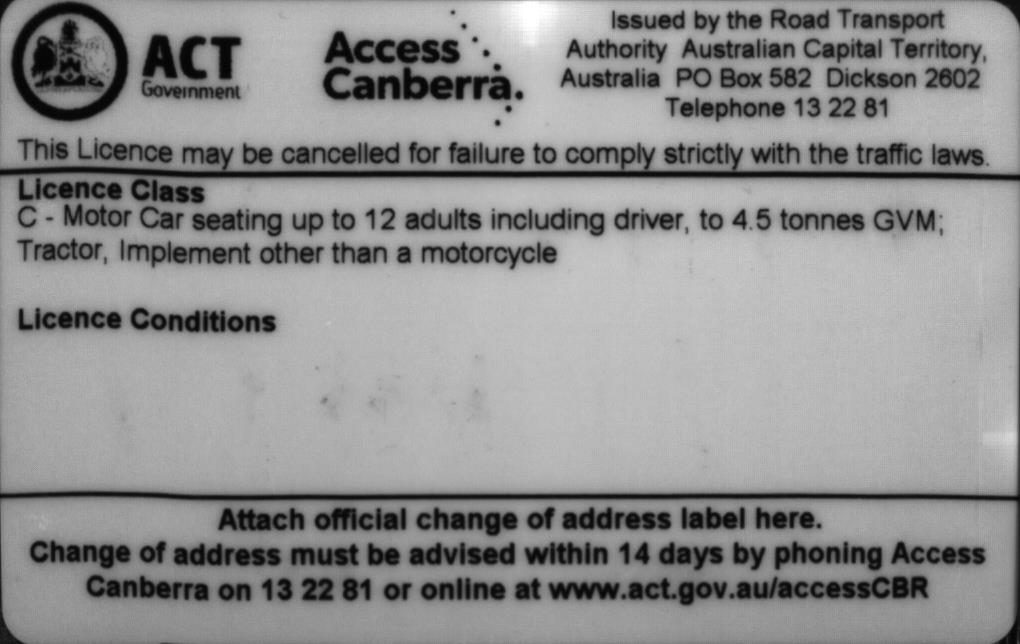 ACT
Government
Access
Canberra.
Issued by the Road Transport
Authority Australian Capital Territory,
Australia PO Box 582 Dickson 2602
Telephone 13 22 81
This Licence may be cancelled for failure to comply strictly with the traffic laws.
Licence Class
C - Motor Car seating up to 12 adults including driver, to 4.5 tonnes GVM;
Tractor, Implement other than a motorcycle
Licence Conditions
Attach official change of address label here.
Change of address must be advised within 14 days by phoning Access
Canberra on 13 22 81 or online at www.act.gov.au/accessCBR